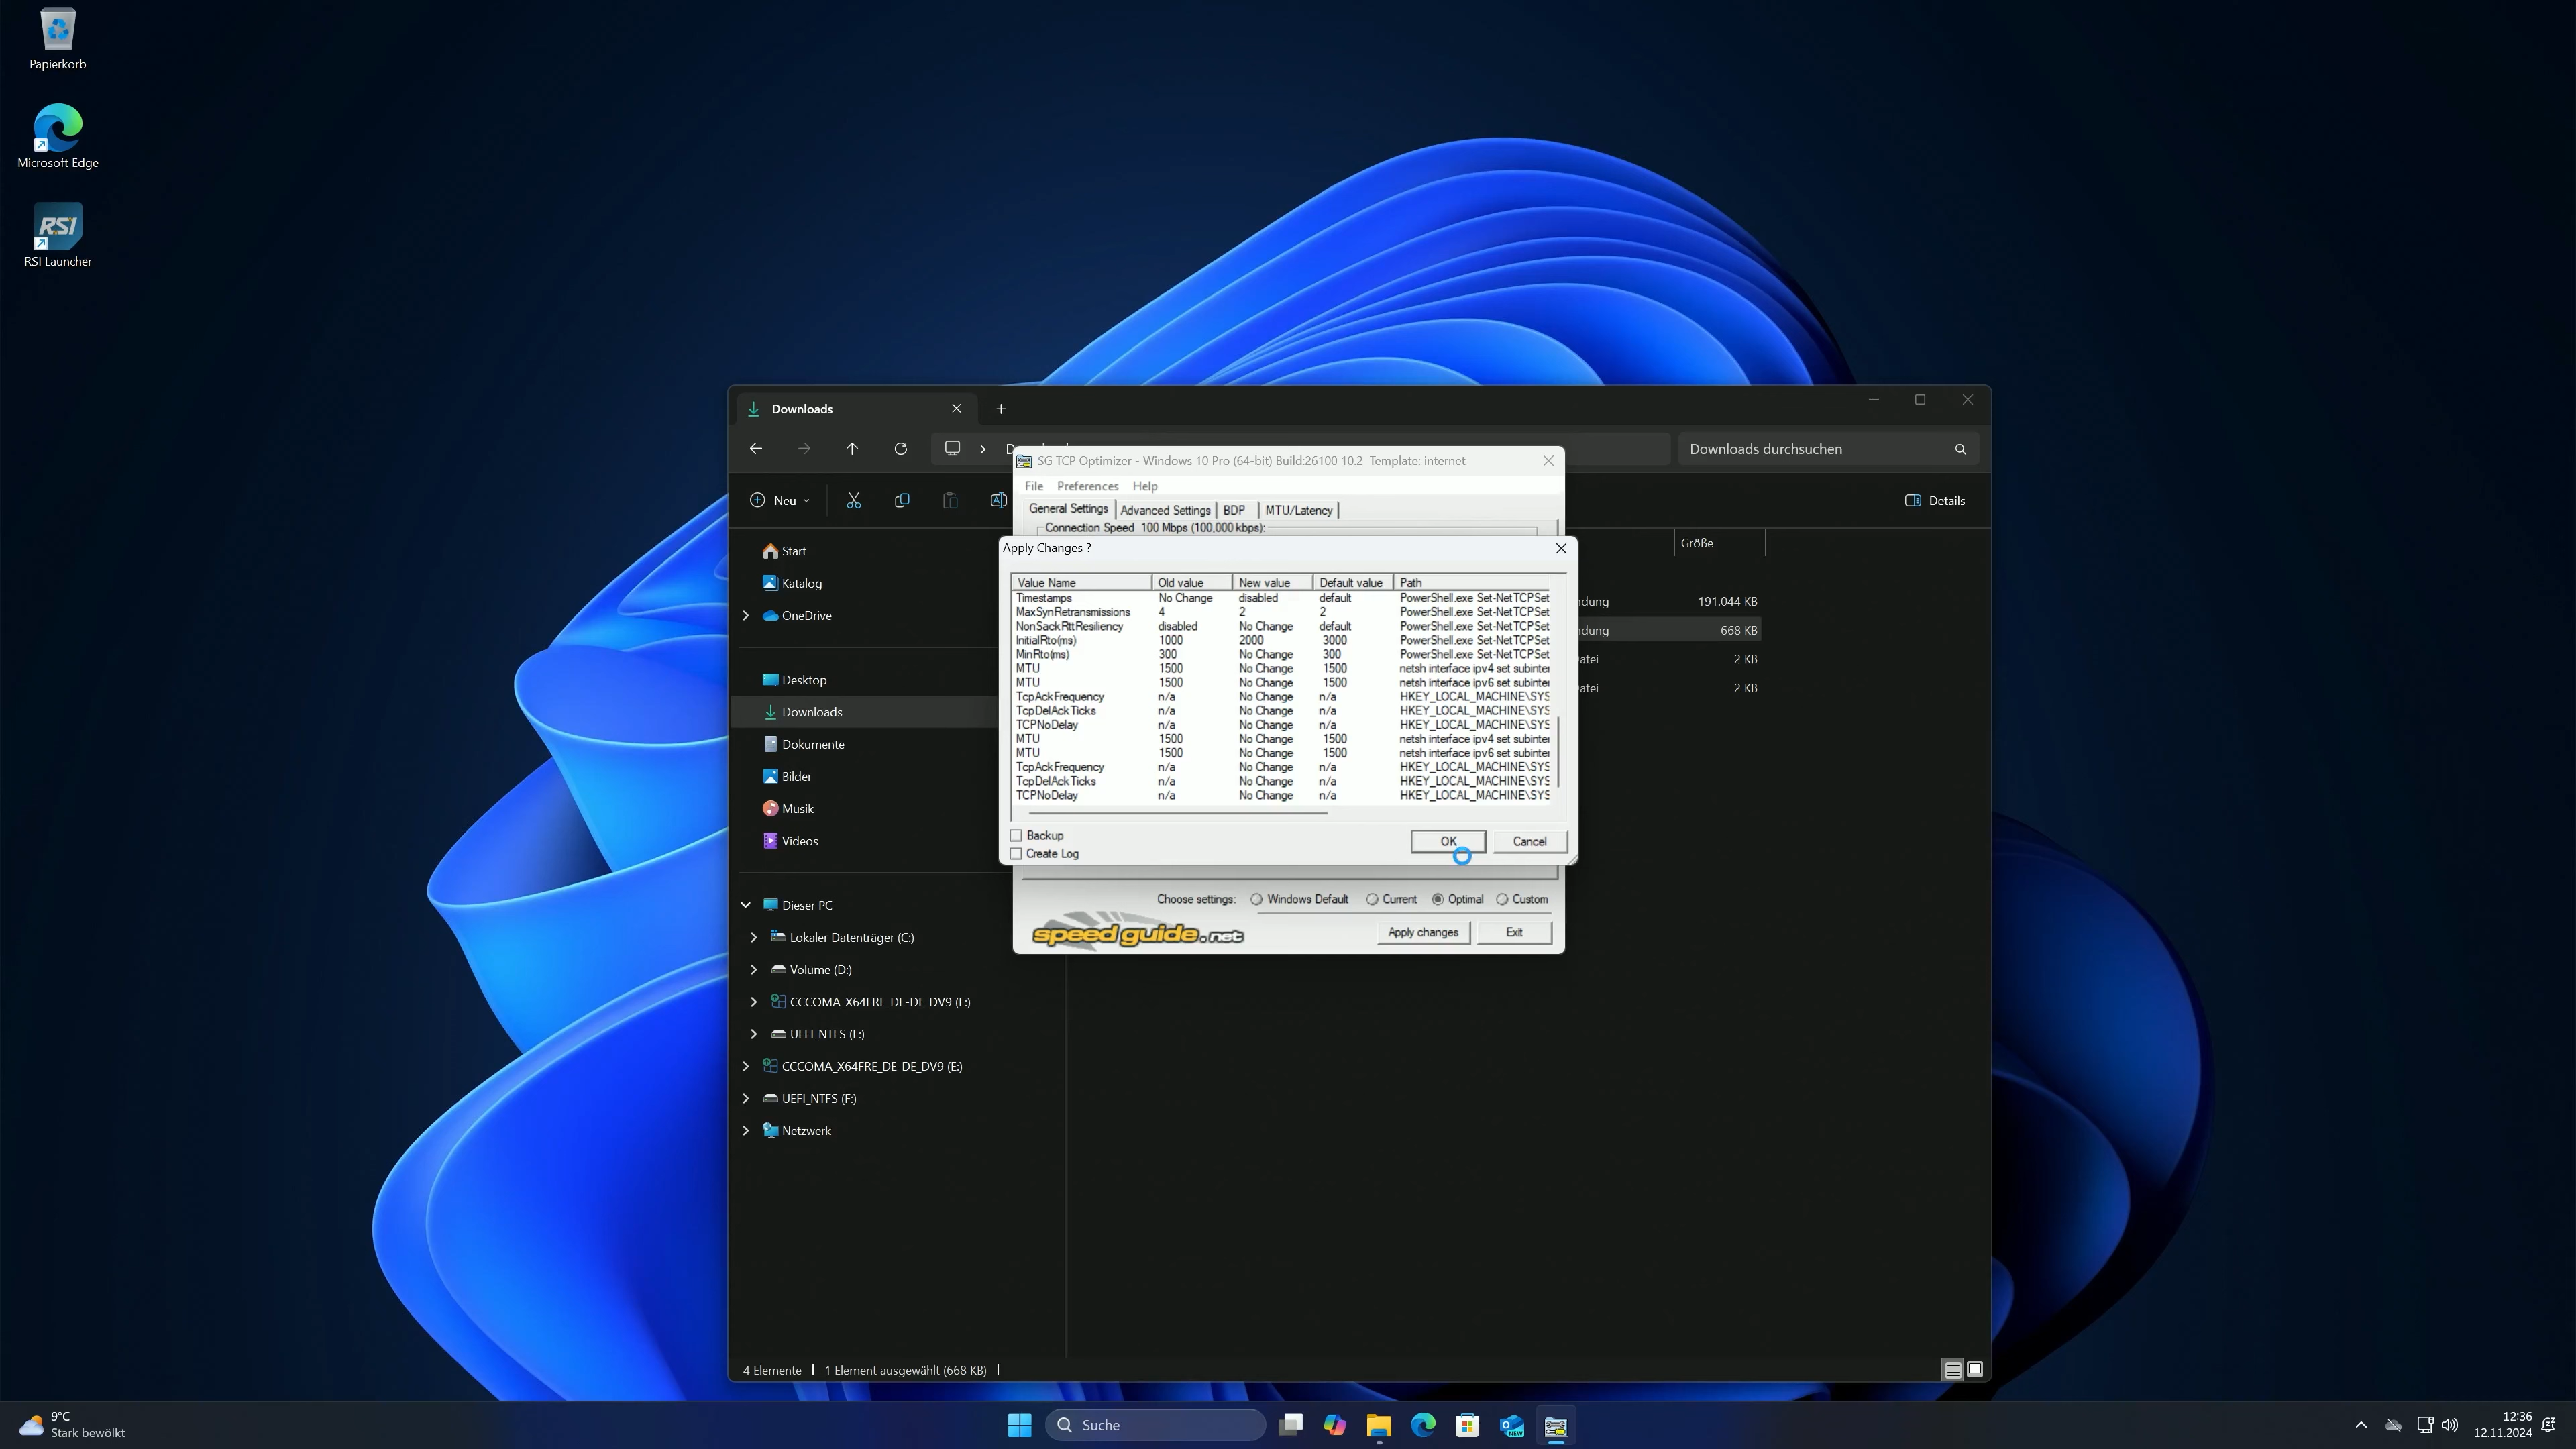 Papierkorb
Microsoft Edge
RSI
RSI Launcher
Downloads
Downloads durchsuchen
Neu
Details
Start
Katalog
OneDrive
Desktop
Downloads
Dokumente
Bilder
Musik
Videos
Dieser PC
Lokaler Datenträger (C:)
Volume (D:)
CCCOMA_X64FRE_DE-DE_DV9 (E:)
UEFI_NTFS (F:)
CCCOMA_X64FRE_DE-DE_DV9 (E:)
UEFI_NTFS (F:)
Netzwerk
Größe
ndung 191.044 KB
ndung 668 KB
atei 2 KB
atei 2 KB
SG TCP Optimizer - Windows 10 Pro (64-bit) Build:26100 10.2 Template: internet
File Preferences Help
General Settings Advanced Settings BDP MTU/Latency
Connection Speed 100 Mbps (100,000 kbps):
Apply Changes ?
Value Name Old value New value Default value Path
Timestamps No Change disabled default PowerShell.exe Set-NetTCPSet
MaxSynRetransmissions 4 2 2 PowerShell.exe Set-NetTCPSet
NonSackRttResiliency disabled No Change default PowerShell.exe Set-NetTCPSet
InitialRto(ms) 1000 2000 3000 PowerShell.exe Set-NetTCPSet
MinRto(ms) 300 No Change 300 PowerShell.exe Set-NetTCPSet
MTU 1500 No Change 1500 netsh interface ipv4 set subinter
MTU 1500 No Change 1500 netsh interface ipv6 set subinter
TcpAckFrequency n/a No Change n/a HKEY_LOCAL_MACHINE\SYS
TcpDelAckTicks n/a No Change n/a HKEY_LOCAL_MACHINE\SYS
TCPNoDelay n/a No Change n/a HKEY_LOCAL_MACHINE\SYS
MTU 1500 No Change 1500 netsh interface ipv4 set subinter
MTU 1500 No Change 1500 netsh interface ipv6 set subinter
TcpAckFrequency n/a No Change n/a HKEY_LOCAL_MACHINE\SYS
TcpDelAckTicks n/a No Change n/a HKEY_LOCAL_MACHINE\SYS
TCPNoDelay n/a No Change n/a HKEY_LOCAL_MACHINE\SYS
Backup
Create Log
OK Cancel
Choose settings: Windows Default Current Optimal Custom
speed guide.net
Apply changes Exit
4 Elemente 1 Element ausgewählt (668 KB)
9°C
Stark bewölkt
Suche
NEW
12:36
12.11.2024